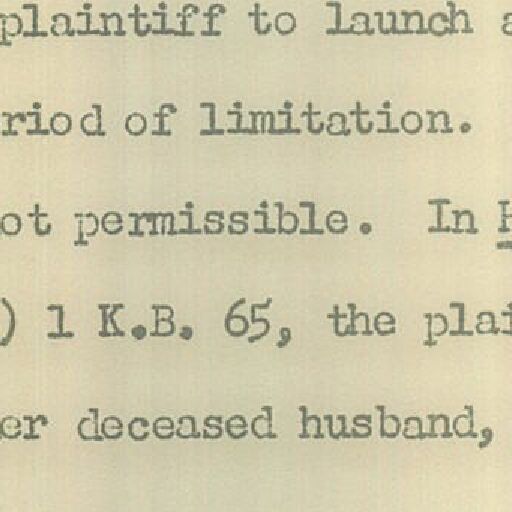 plaintiff to launch a
riod of limitation.
ot permissible. In
) 1 K.B. 65, the plai
er deceased husband,